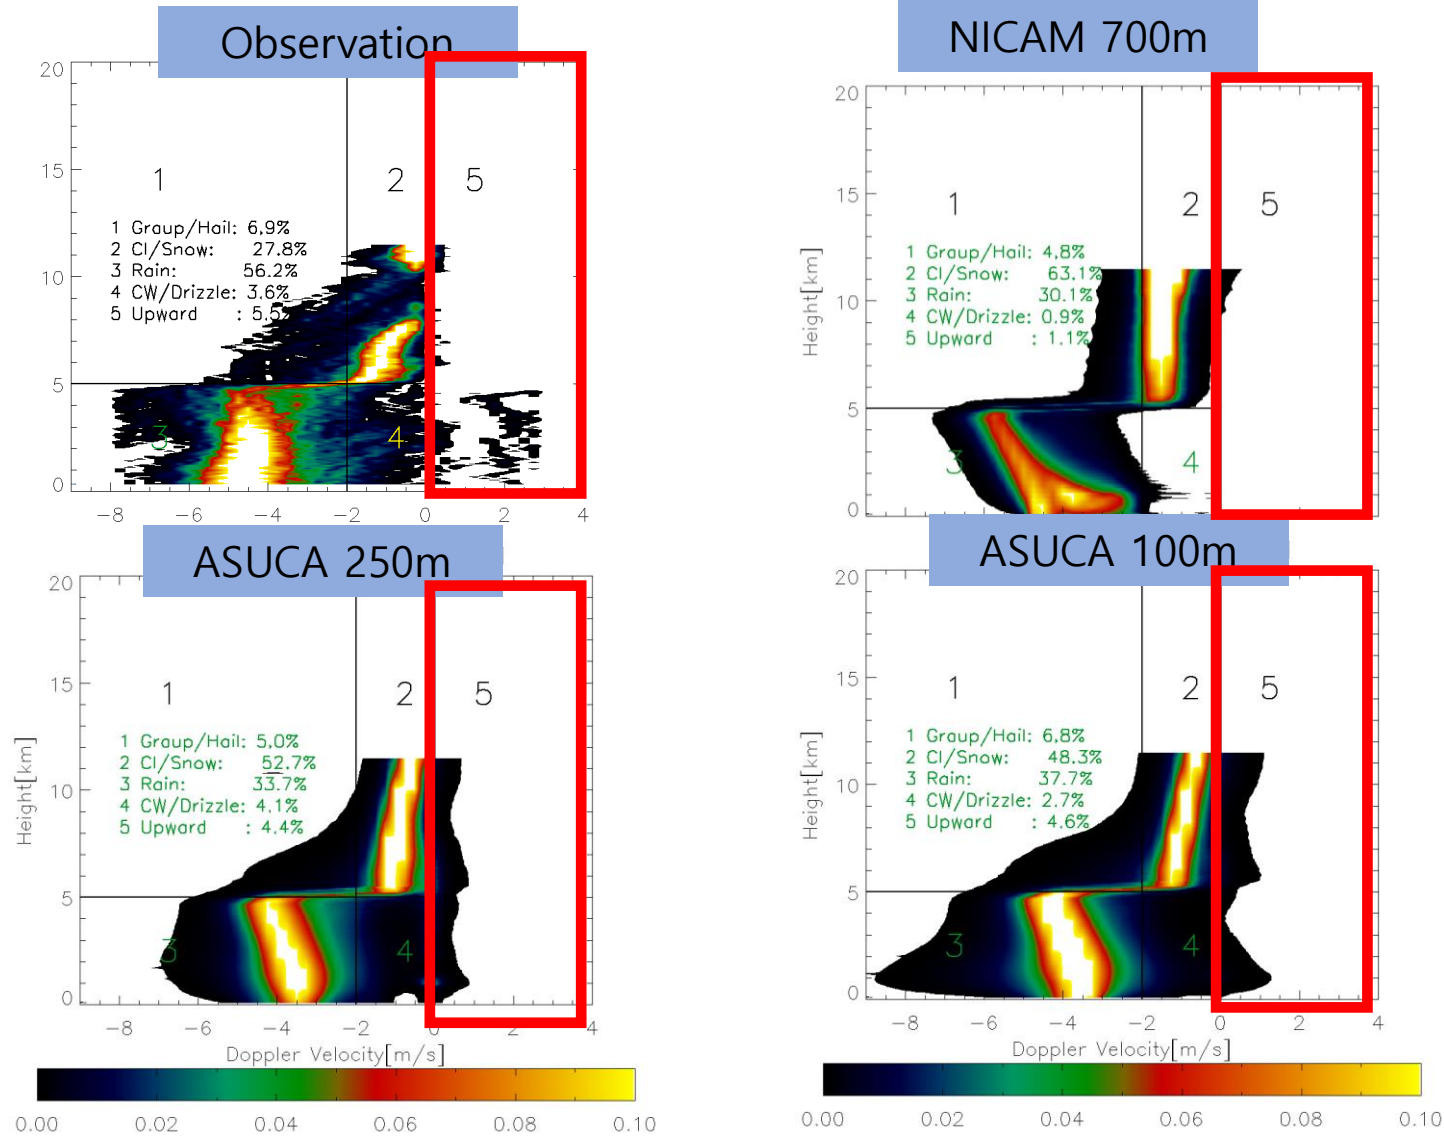 Observation
20
15
10
5
0
1
2
5
1 Group/Hail: 6.9%
2 CI/Snow: 27.8%
3 Rain: 56.2%
4 CW/Drizzle: 3.6%
5 Upward : 5.5%
3
4
-8 -6 -4 -2 0 2 4
NICAM 700m
20
15
10
5
0
Height[km]
1
2
5
1 Group/Hail: 4.8%
2 CI/Snow: 63.1%
3 Rain: 30.1%
4 CW/Drizzle: 0.9%
5 Upward : 1.1%
3
4
ASUCA 250m
20
15
10
5
0
Height[km]
1
2
5
1 Group/Hail: 5.0%
2 CI/Snow: 52.7%
3 Rain: 33.7%
4 CW/Drizzle: 4.1%
5 Upward : 4.4%
3
4
-8 -6 -4 -2 0 2 4
Doppler Velocity[m/s]
0.00 0.02 0.04 0.06 0.08 0.10
ASUCA 100m
20
15
10
5
0
Height[km]
1
2
5
1 Group/Hail: 6.8%
2 CI/Snow: 48.3%
3 Rain: 37.7%
4 CW/Drizzle: 2.7%
5 Upward : 4.6%
3
4
-8 -6 -4 -2 0 2 4
Doppler Velocity[m/s]
0.00 0.02 0.04 0.06 0.08 0.10